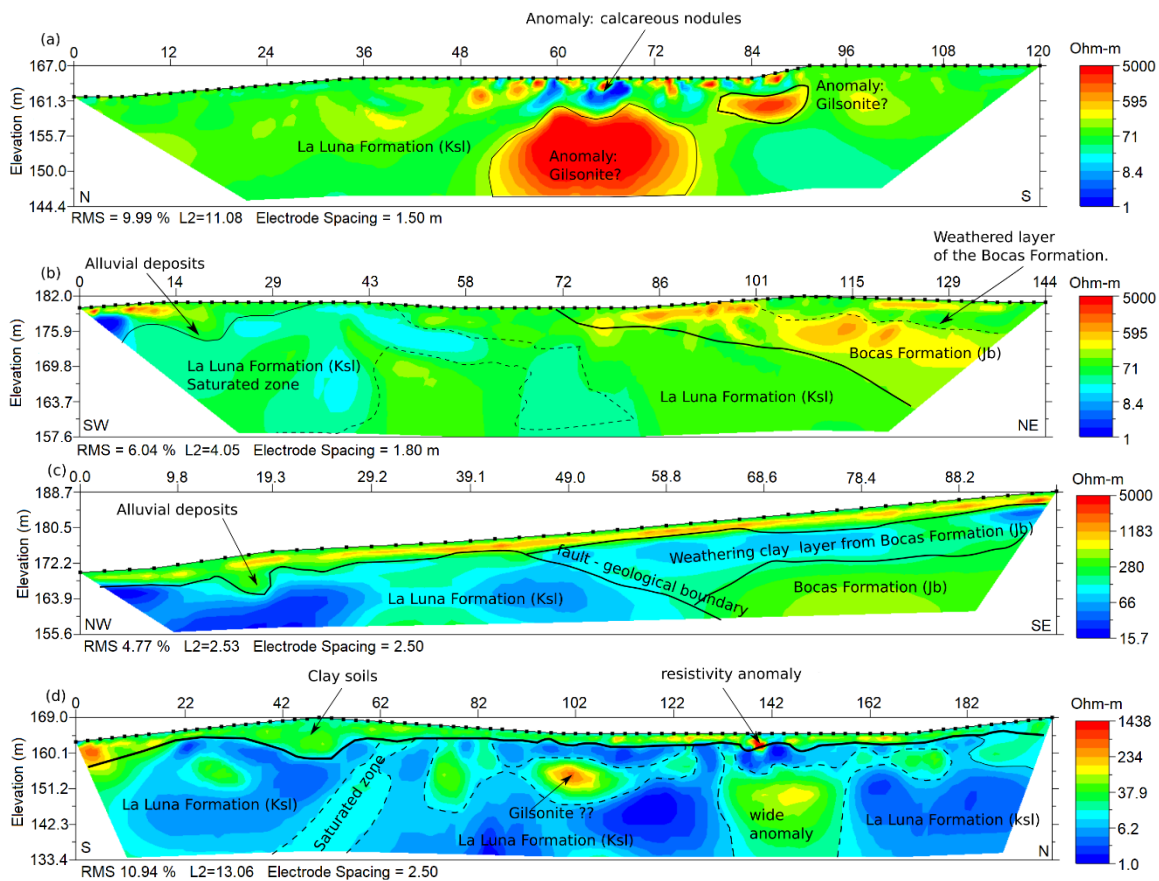 Anomaly: calcareous nodules
(a)
0 12 24 36 48 60 72 84 96 108 120
Ohm-m
167.0
161.3
155.7
150.0
144.4
Elevation (m)
Anomaly:
Gilsonite?
La Luna Formation (Ksl)
Anomaly:
Gilsonite?
N
S
5000
595
71
8.4
1
RMS = 9.99 % L2=11.08 Electrode Spacing = 1.50 m
Weathered layer
of the Bocas Formation.
(b)
Alluvial deposits
0 14 29 43 58 72 86 101 115 129 144
Ohm-m
182.0
175.9
169.8
163.7
157.6
Elevation (m)
La Luna Formation (Ksl)
Saturated zone
Bocas Formation (Jb)
La Luna Formation (Ksl)
SW
NE
5000
595
71
8.4
1
RMS = 6.04 % L2=4.05 Electrode Spacing = 1.80 m
(c)
0.0 9.8 19.3 29.2 39.1 49.0 58.8 68.6 78.4 88.2
Ohm-m
188.7
180.5
172.2
163.9
155.6
Elevation (m)
Alluvial deposits
fault - geological boundary
Weathering clay layer from Bocas Formation (Jb)
La Luna Formation (Ksl)
Bocas Formation (Jb)
NW
SE
5000
1183
280
66
15.7
RMS 4.77 % L2=2.53 Electrode Spacing = 2.50
Clay soils
resistivity anomaly
(d)
0 22 42 62 82 102 122 142 162 182
Ohm-m
169.0
160.1
151.2
142.3
133.4
Elevation (m)
La Luna Formation (Ksl)
Saturated zone
Gilsonite ??
La Luna Formation (Ksl)
wide
anomaly
La Luna Formation (ksl)
S
N
1438
234
37.9
6.2
1.0
RMS 10.94 % L2=13.06 Electrode Spacing = 2.50